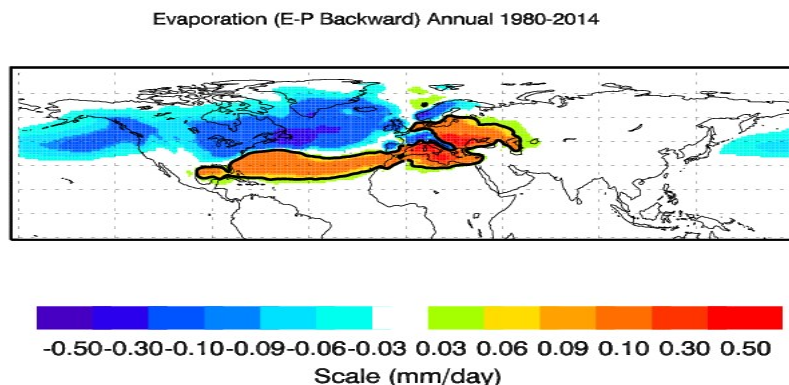 Evaporation (E-P Backward) Annual 1980-2014
-0.50-0.30-0.10-0.09-0.06-0.03 0.03 0.06 0.09 0.10 0.30 0.50
Scale (mm/day)